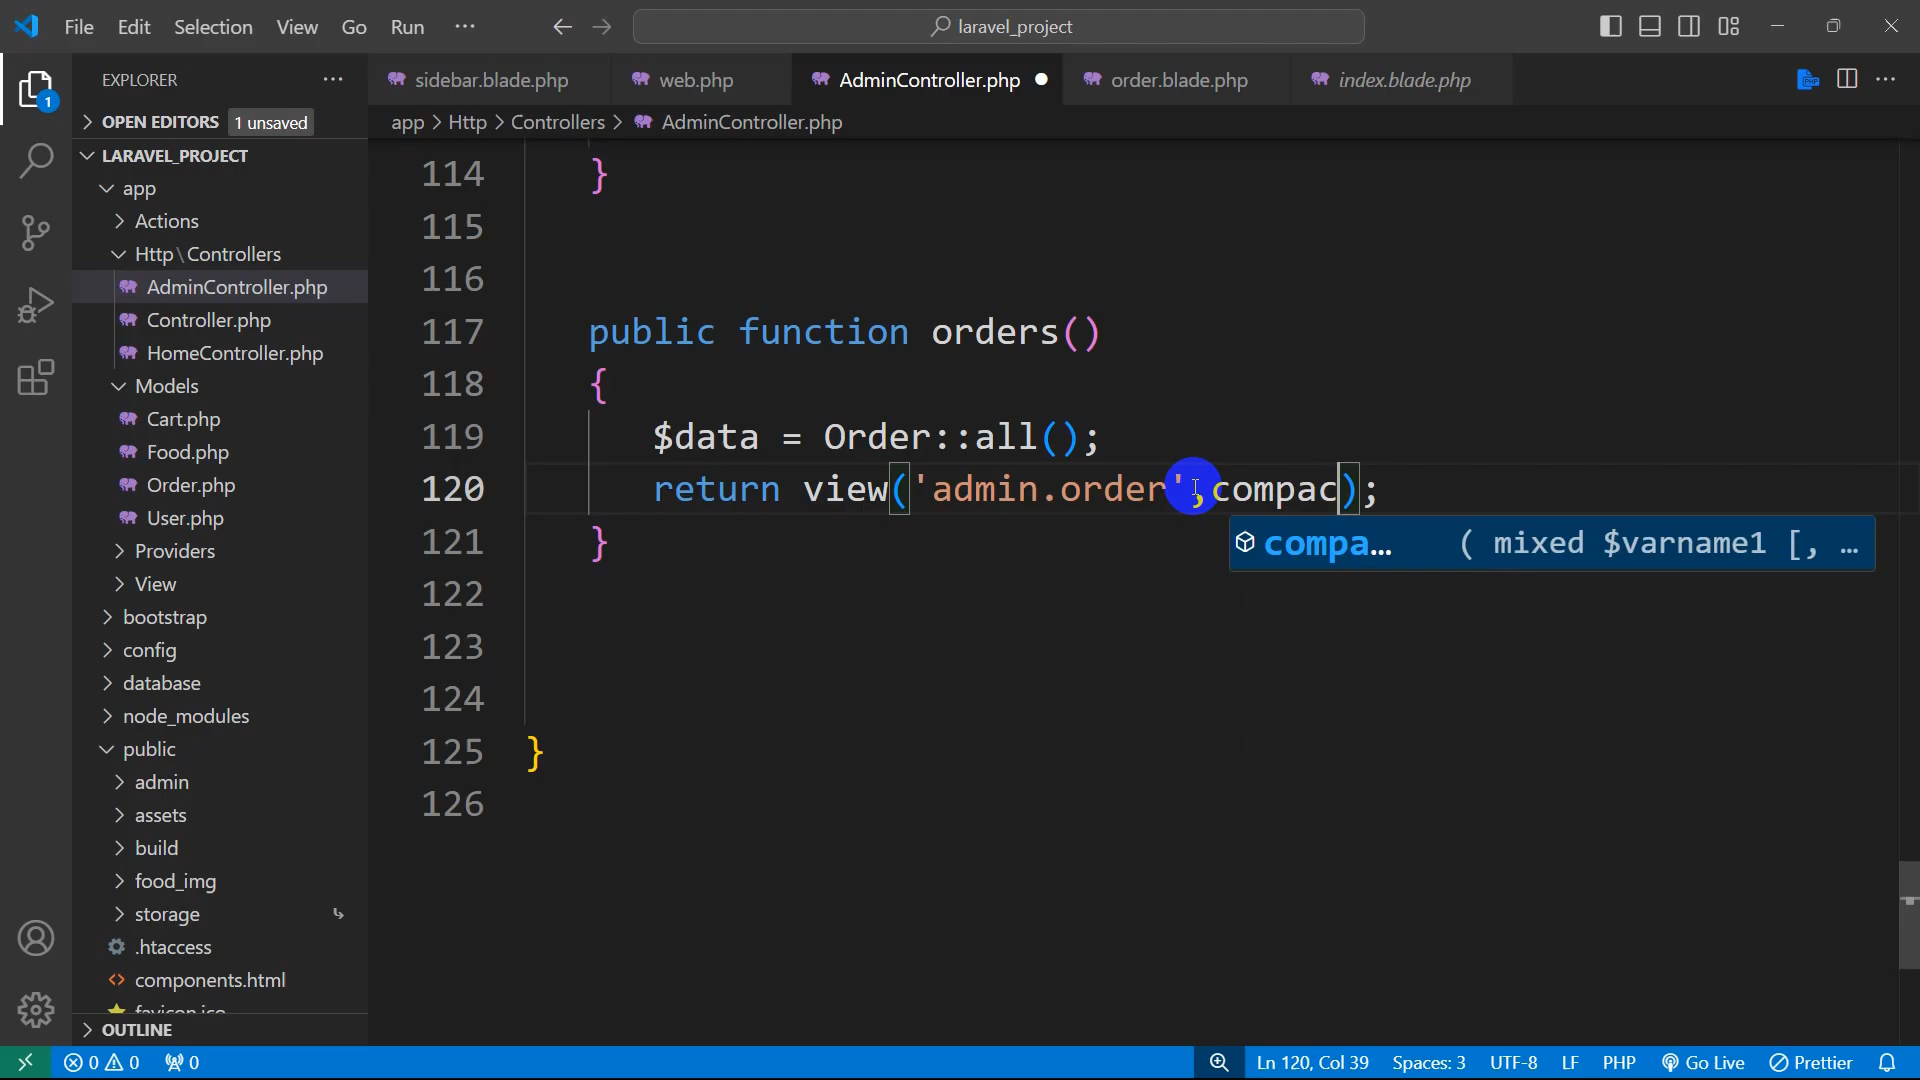 File Edit Selection View Go Run ··· laravel_project
EXPLORER ···
sidebar.blade.php web.php AdminController.php order.blade.php index.blade.php ···
OPEN EDITORS 1 unsaved
app > Http > Controllers > AdminController.php
1
LARAVEL_PROJECT
app
Actions
Http\Controllers
AdminController.php
Controller.php
HomeController.php
Models
Cart.php
Food.php
Order.php
User.php
Providers
View
bootstrap
config
database
node_modules
public
admin
assets
build
food_img
storage
.htaccess
components.html
OUTLINE
114 }
115
116
117 public function orders()
118 {
119 $data = Order::all();
120 return view('admin.order',compac);
compa... ( mixed $varname1 [, …
121 }
122
123
124
125 }
126
0 0 0 Ln 120, Col 39 Spaces: 3 UTF-8 LF PHP Go Live Prettier